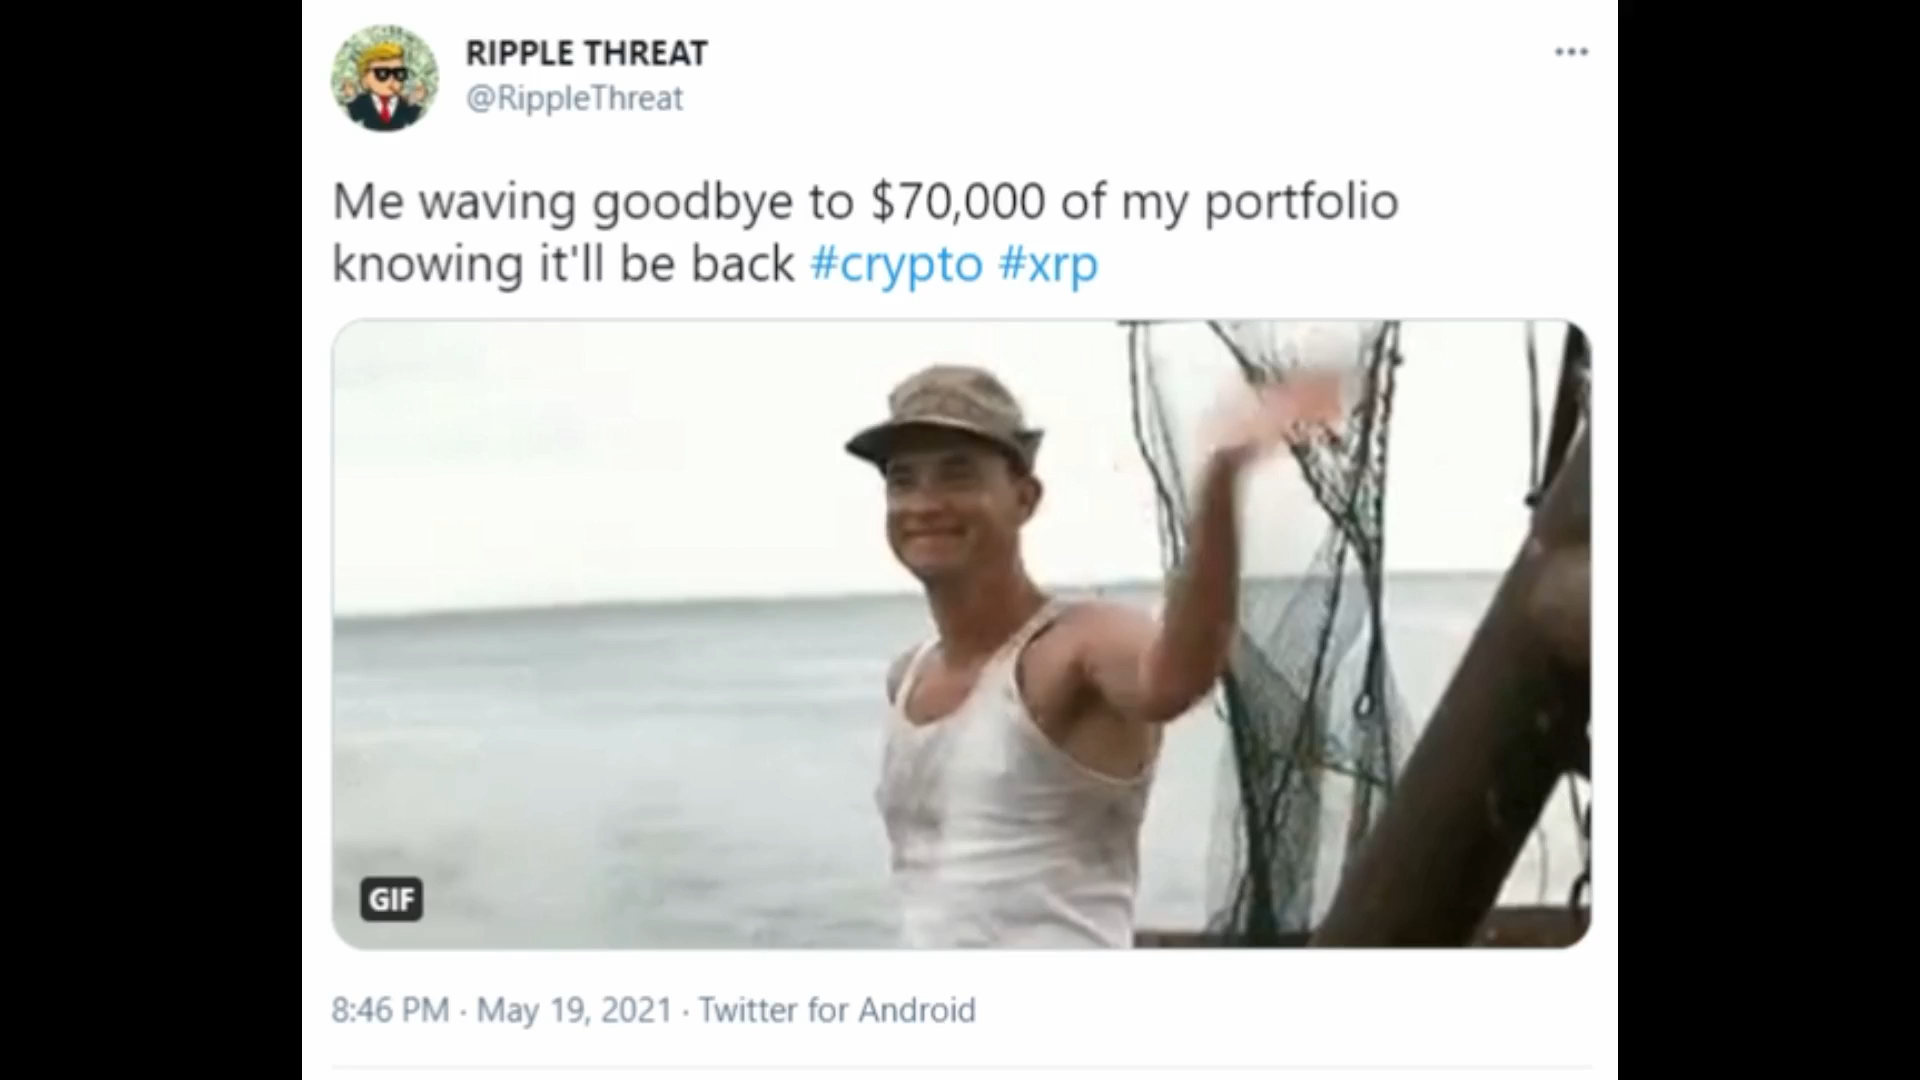 RIPPLE THREAT
@RippleThreat
Me waving goodbye to $70,000 of my portfolio
knowing it'll be back #crypto #xrp
GIF
8:46 PM · May 19, 2021 · Twitter for Android